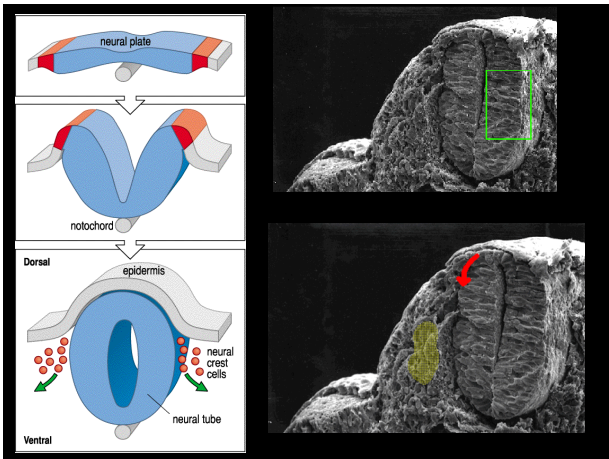 neural plate
notochord
Dorsal
epidermis
neural
crest
cells
neural tube
Ventral